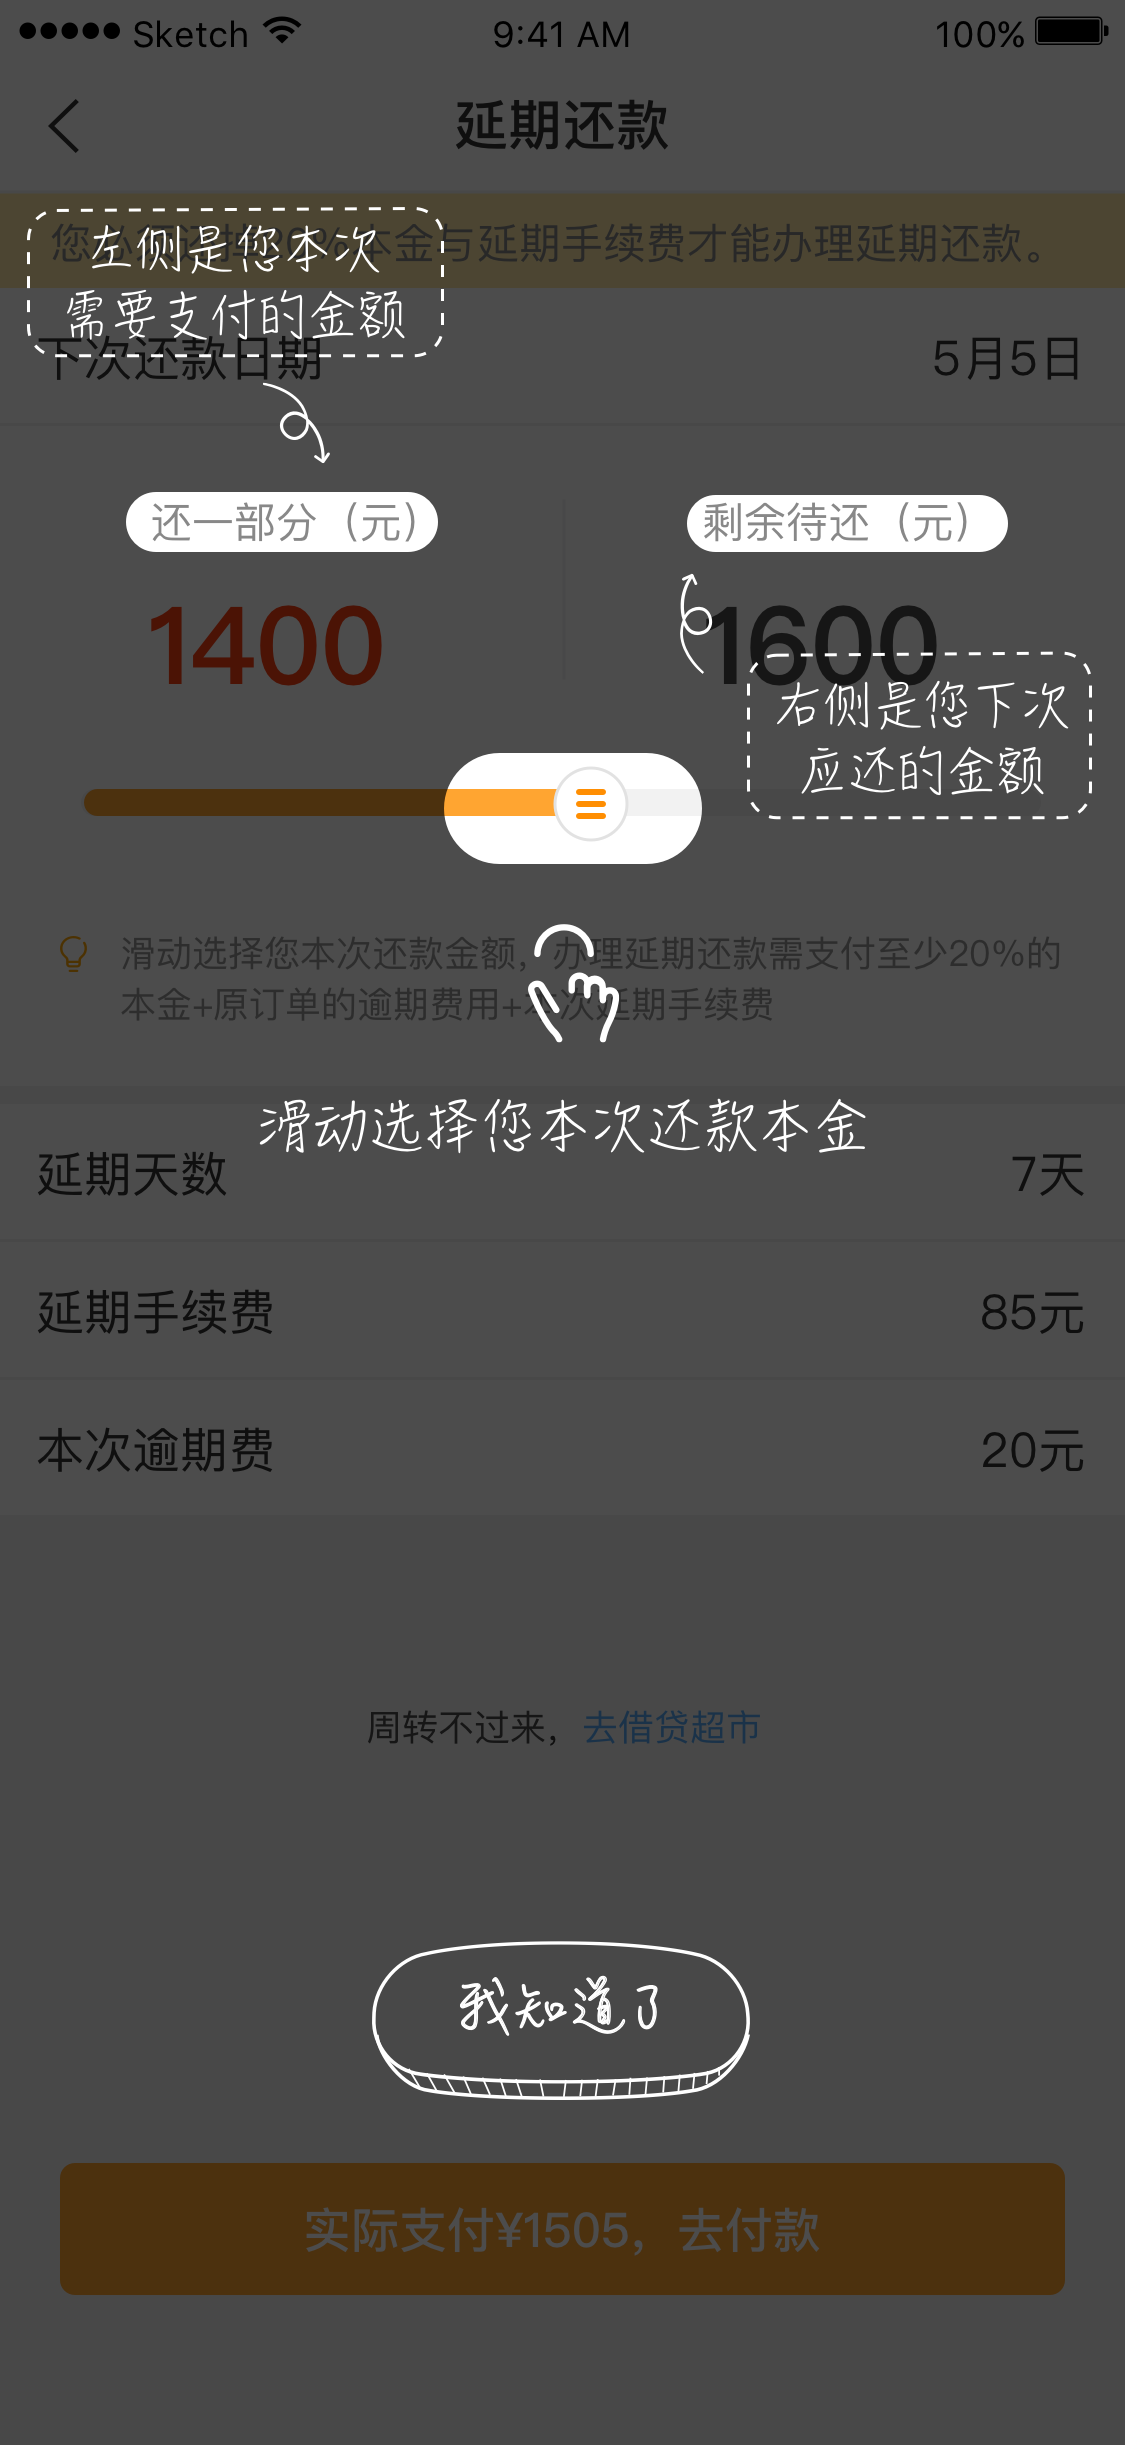 Sketch 9:41 AM 100%
延期还款
本金与延期手续费才能办理延期还款。
左侧是您本次
需要支付的金额
下次还款日期 5月5日
还一部分（元） 剩余待还（元）
1400 1600
右侧是您下次
应还的金额
滑动选择您本次还款金额，办理延期还款需支付至少20%的
本金+原订单的逾期费用+本次延期手续费
滑动选择您本次还款本金
延期天数 7天
延期手续费 85元
本次逾期费 20元
周转不过来，去借贷超市
我知道了
实际支付¥1505，去付款